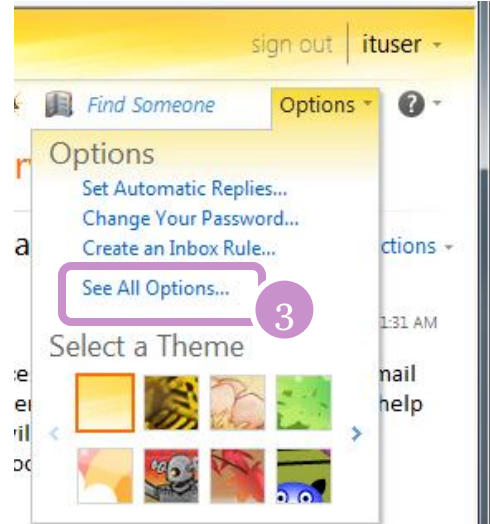 sign out | ituser
Find Someone
Options
?
Options
Set Automatic Replies...
Change Your Password...
Create an Inbox Rule...
ctions
See All Options...
3
1:31 AM
Select a Theme
mail
help